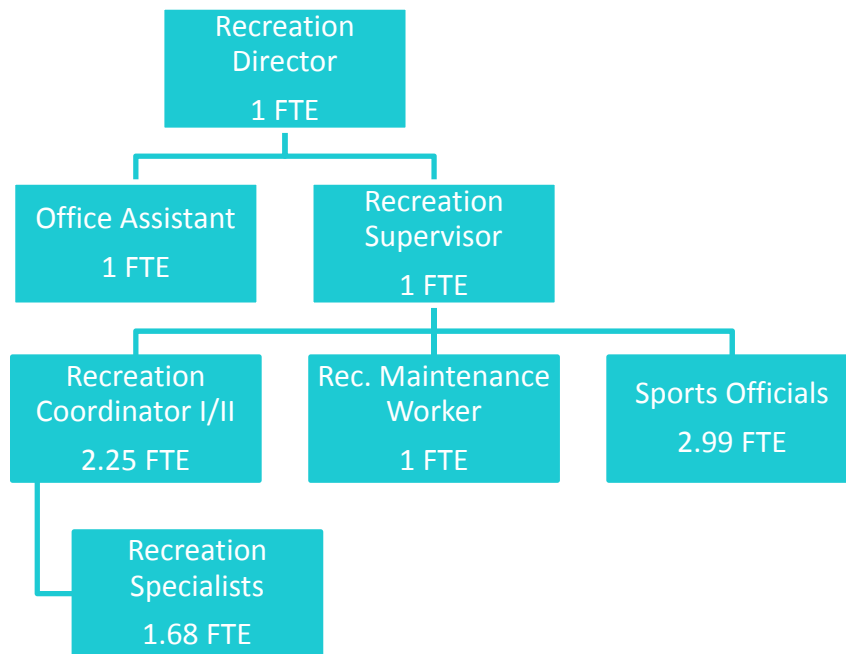 Recreation
Director
1 FTE
Office Assistant
1 FTE
Recreation
Supervisor
1 FTE
Recreation
Coordinator I/II
2.25 FTE
Rec. Maintenance
Worker
1 FTE
Sports Officials
2.99 FTE
Recreation
Specialists
1.68 FTE